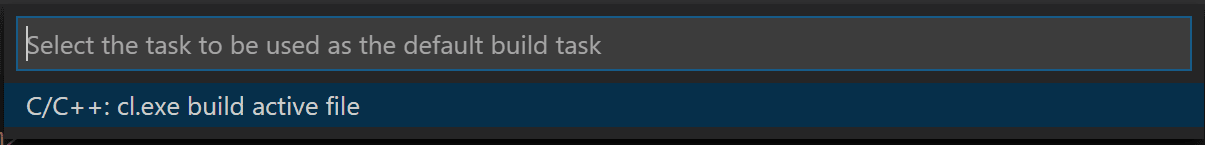 Select the task to be used as the default build task
C/C++: cl.exe build active file